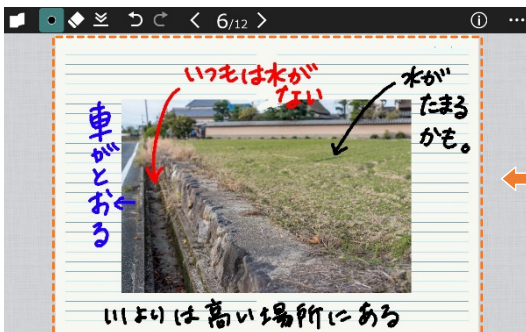 6/12
いつもは水が
ない
水が
たまる
かも。
車がとおる
川よりは高い場所にある